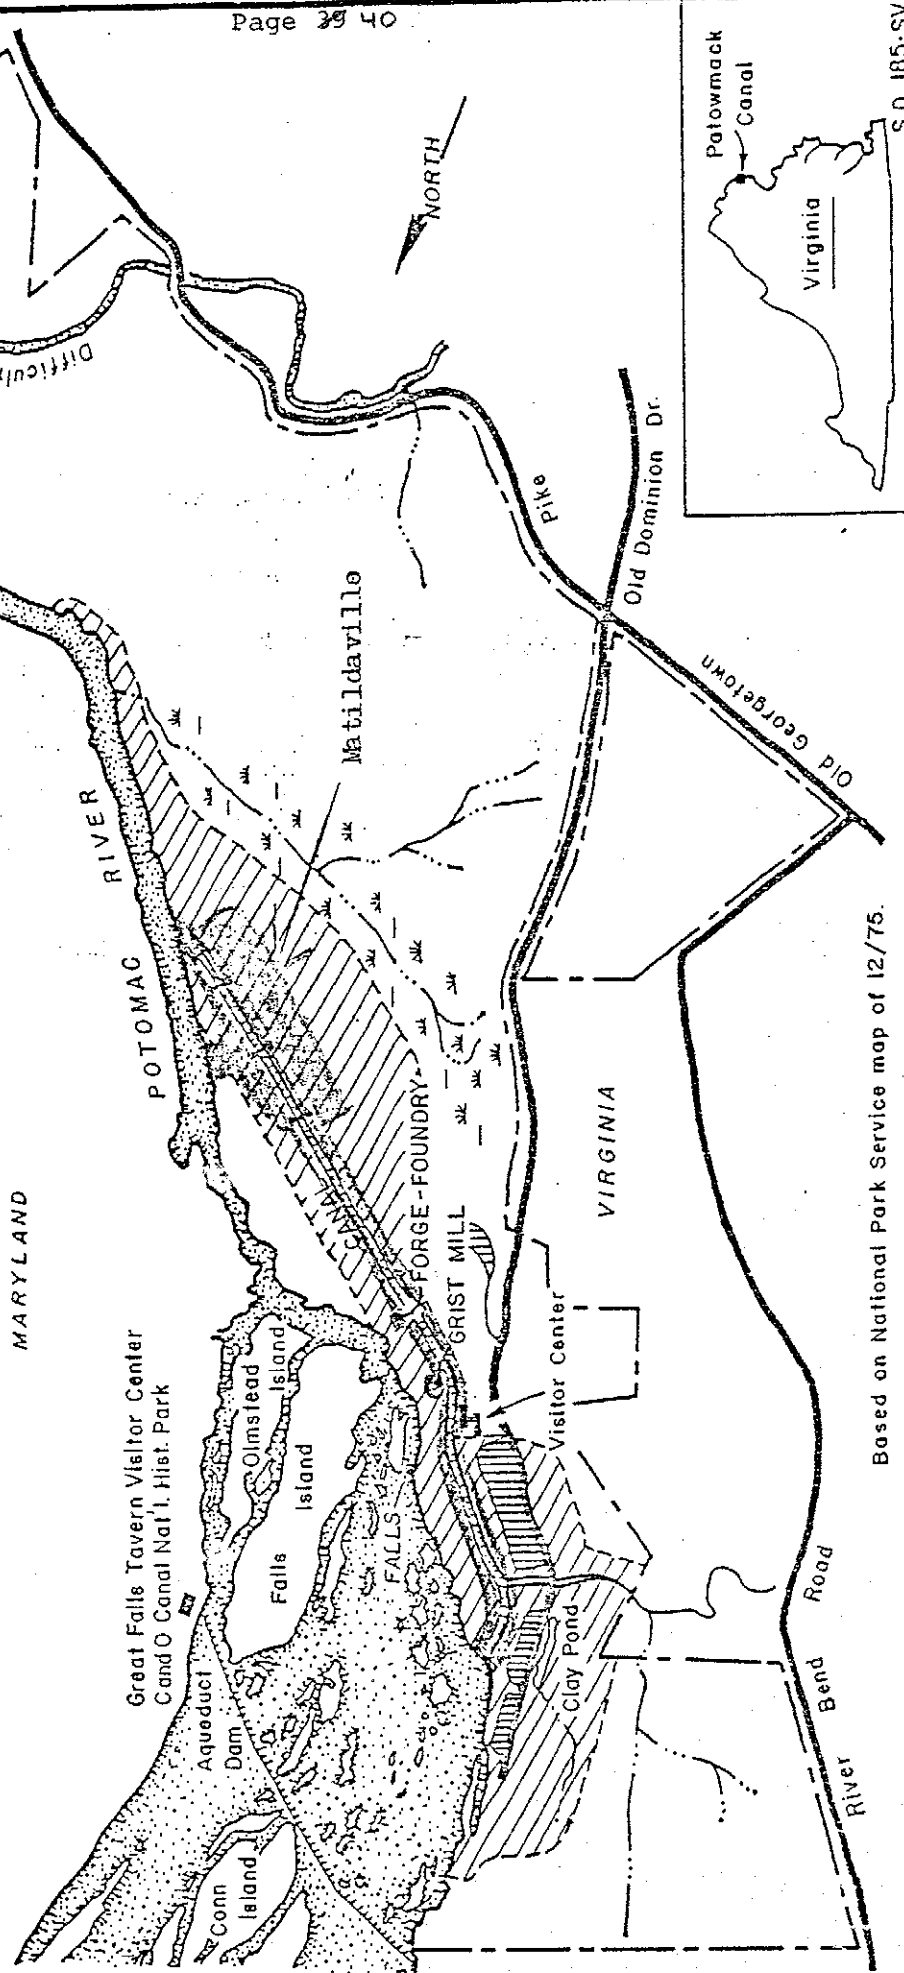 Page 39 40
MARYLAND
Great Falls Tavern Visitor Center
C and O Canal Nat'l. Hist. Park
Aqueduct
Dam
Conn
Island
Olmstead
Island
Falls
Island
FALLS
POTOMAC
RIVER
CANAL
FORGE-FOUNDRY
GRIST MILL
Visitor Center
Clay Pond
Matildaville
Difficul
NORTH
VIRGINIA
Old Dominion Dr.
Old Georgetown
Pike
River Bend Road
Based on National Park Service map of 12/75.
Patowmack
Canal
Virginia